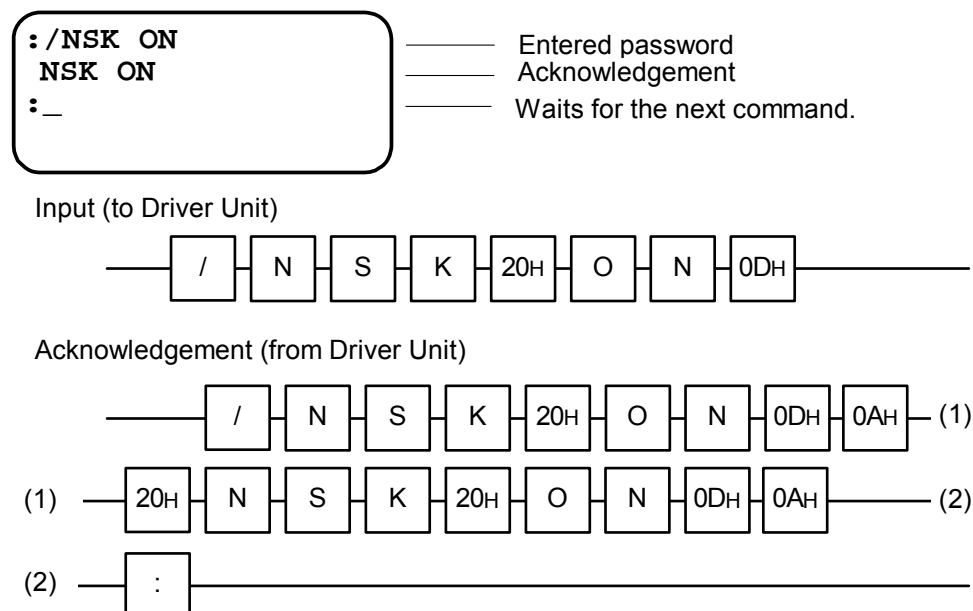 :/NSK ON Entered password
NSK ON Acknowledgement
:_ Waits for the next command.
Input (to Driver Unit)
/ N S K 20H O N 0DH
Acknowledgement (from Driver Unit)
/ N S K 20H O N 0DH 0AH (1)
(1) 20H N S K 20H O N 0DH 0AH (2)
(2) :